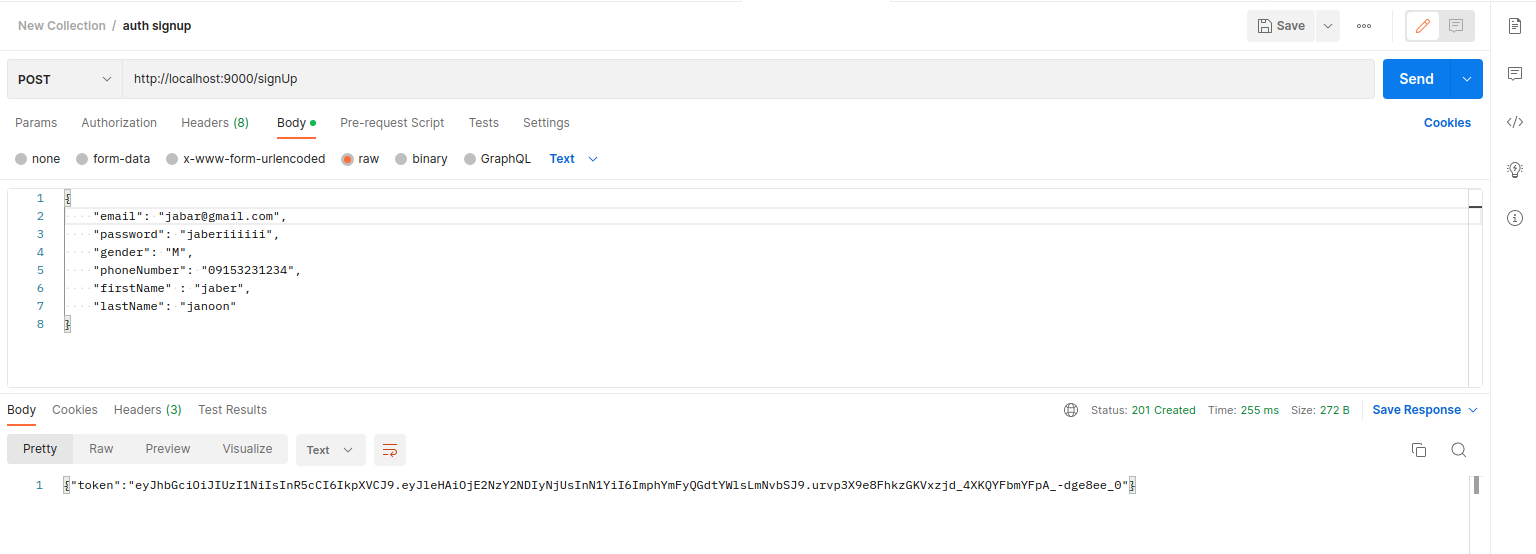 New Collection / auth signup
Save
POST http://localhost:9000/signUp Send
Params Authorization Headers (8) Body Pre-request Script Tests Settings Cookies
none form-data x-www-form-urlencoded raw binary GraphQL Text
1 {
2 "email": "jabar@gmail.com",
3 "password": "jaberiiiiii",
4 "gender": "M",
5 "phoneNumber": "09153231234",
6 "firstName" : "jaber",
7 "lastName": "janoon"
8 }
Body Cookies Headers (3) Test Results Status: 201 Created Time: 255 ms Size: 272 B Save Response
Pretty Raw Preview Visualize Text
1 {"token":"eyJhbGciOiJIUzI1NiIsInR5cCI6IkpXVCJ9.eyJleHAiOjE2NzY2NDIyNjUsInN1YiI6ImphYmFyQGdtYWlsLmNvbSJ9.urvp3X9e8FhkzGKVxzjd_4XKQYFbmYFpA_-dge8ee_0"}